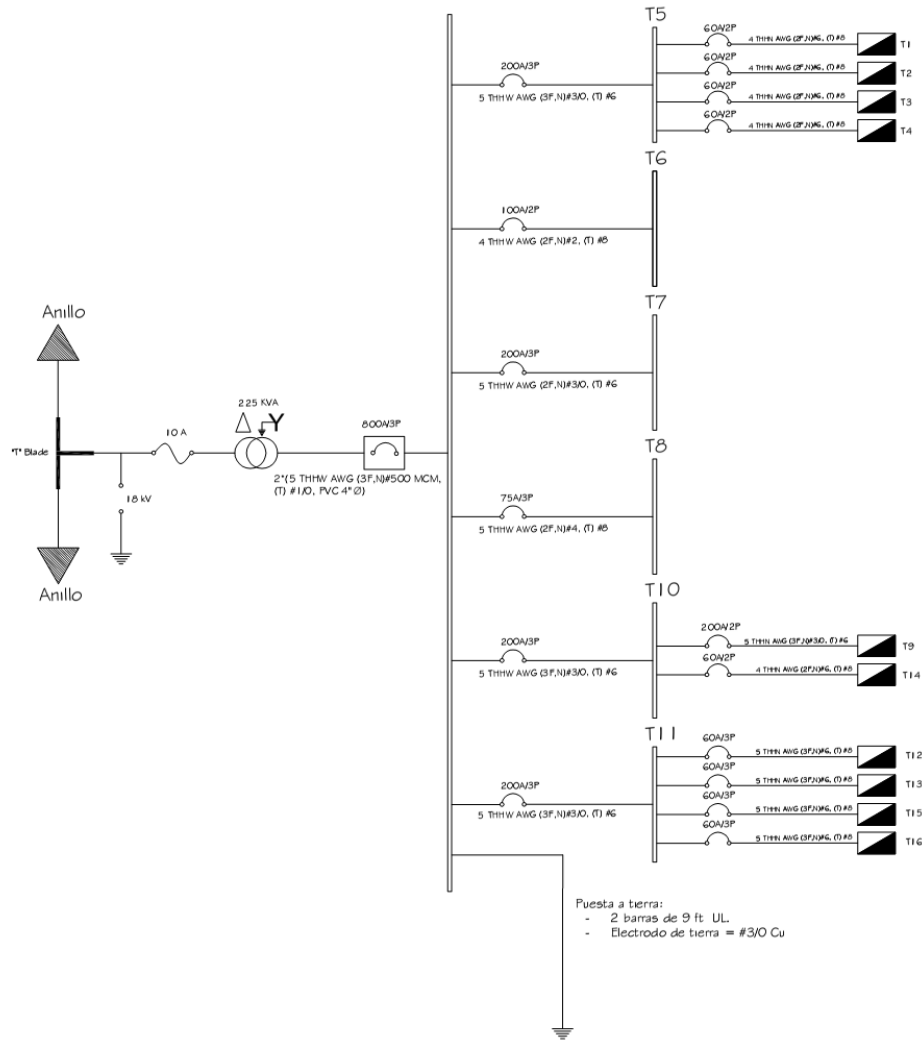 Anillo
"T" Blade
Anillo
18 kV
10 A
225 KVA
Y
800A/3P
2*(5 THHW AWG (3F,N)#500 MCM,
(T) #1/0, PVC 4" Ø)
200A/3P
5 THHW AWG (3F,N)#3/0, (T) #6
T5
60A/2P
4 THHN AWG (2F,N)#6, (T) #8
T1
60A/2P
4 THHN AWG (2F,N)#6, (T) #8
T2
60A/2P
4 THHN AWG (2F,N)#6, (T) #8
T3
60A/2P
4 THHN AWG (2F,N)#6, (T) #8
T4
100A/2P
4 THHW AWG (2F,N)#2, (T) #8
T6
200A/3P
5 THHW AWG (2F,N)#3/0, (T) #6
T7
75A/3P
5 THHW AWG (2F,N)#4, (T) #8
T8
200A/3P
5 THHW AWG (3F,N)#3/0, (T) #6
T10
200A/2P
5 THHN AWG (3F,N)#3/0, (T) #6
T9
60A/2P
4 THHN AWG (2F,N)#6, (T) #8
T14
200A/3P
5 THHW AWG (3F,N)#3/0, (T) #6
T11
60A/3P
5 THHN AWG (3F,N)#6, (T) #8
T12
60A/3P
5 THHN AWG (3F,N)#6, (T) #8
T13
60A/3P
5 THHN AWG (3F,N)#6, (T) #8
T15
60A/3P
5 THHN AWG (3F,N)#6, (T) #8
T16
Puesta a tierra:
- 2 barras de 9 ft UL.
- Electrodo de tierra = #3/0 Cu